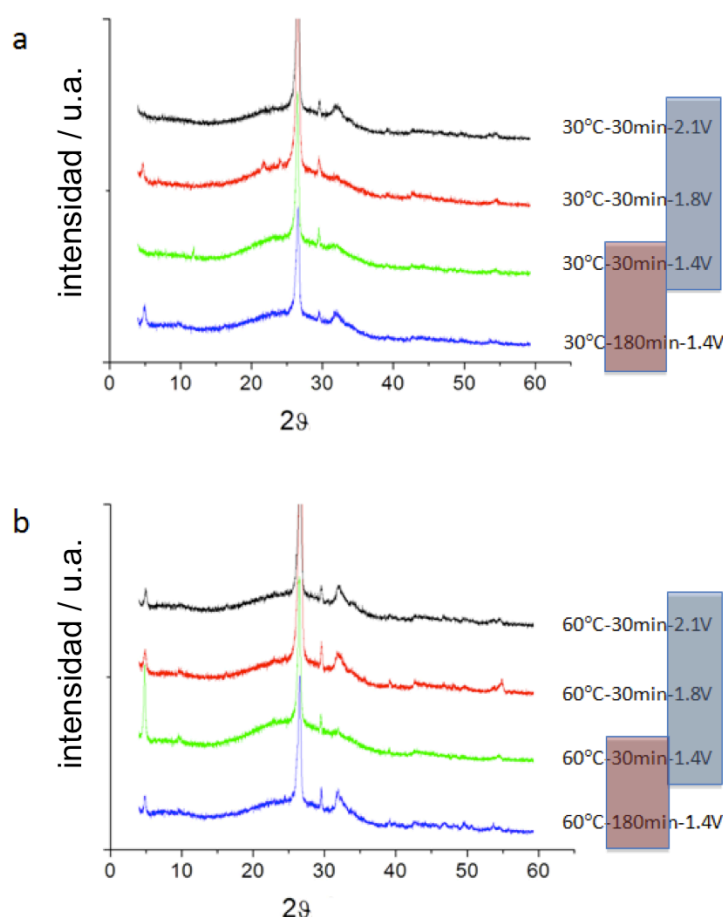 a
intensidad / u.a.
30°C-30min-2.1V
30°C-30min-1.8V
30°C-30min-1.4V
30°C-180min-1.4V
0 10 20 30 40 50 60
2ϑ
b
intensidad / u.a.
60°C-30min-2.1V
60°C-30min-1.8V
60°C-30min-1.4V
60°C-180min-1.4V
0 10 20 30 40 50 60
2ϑ